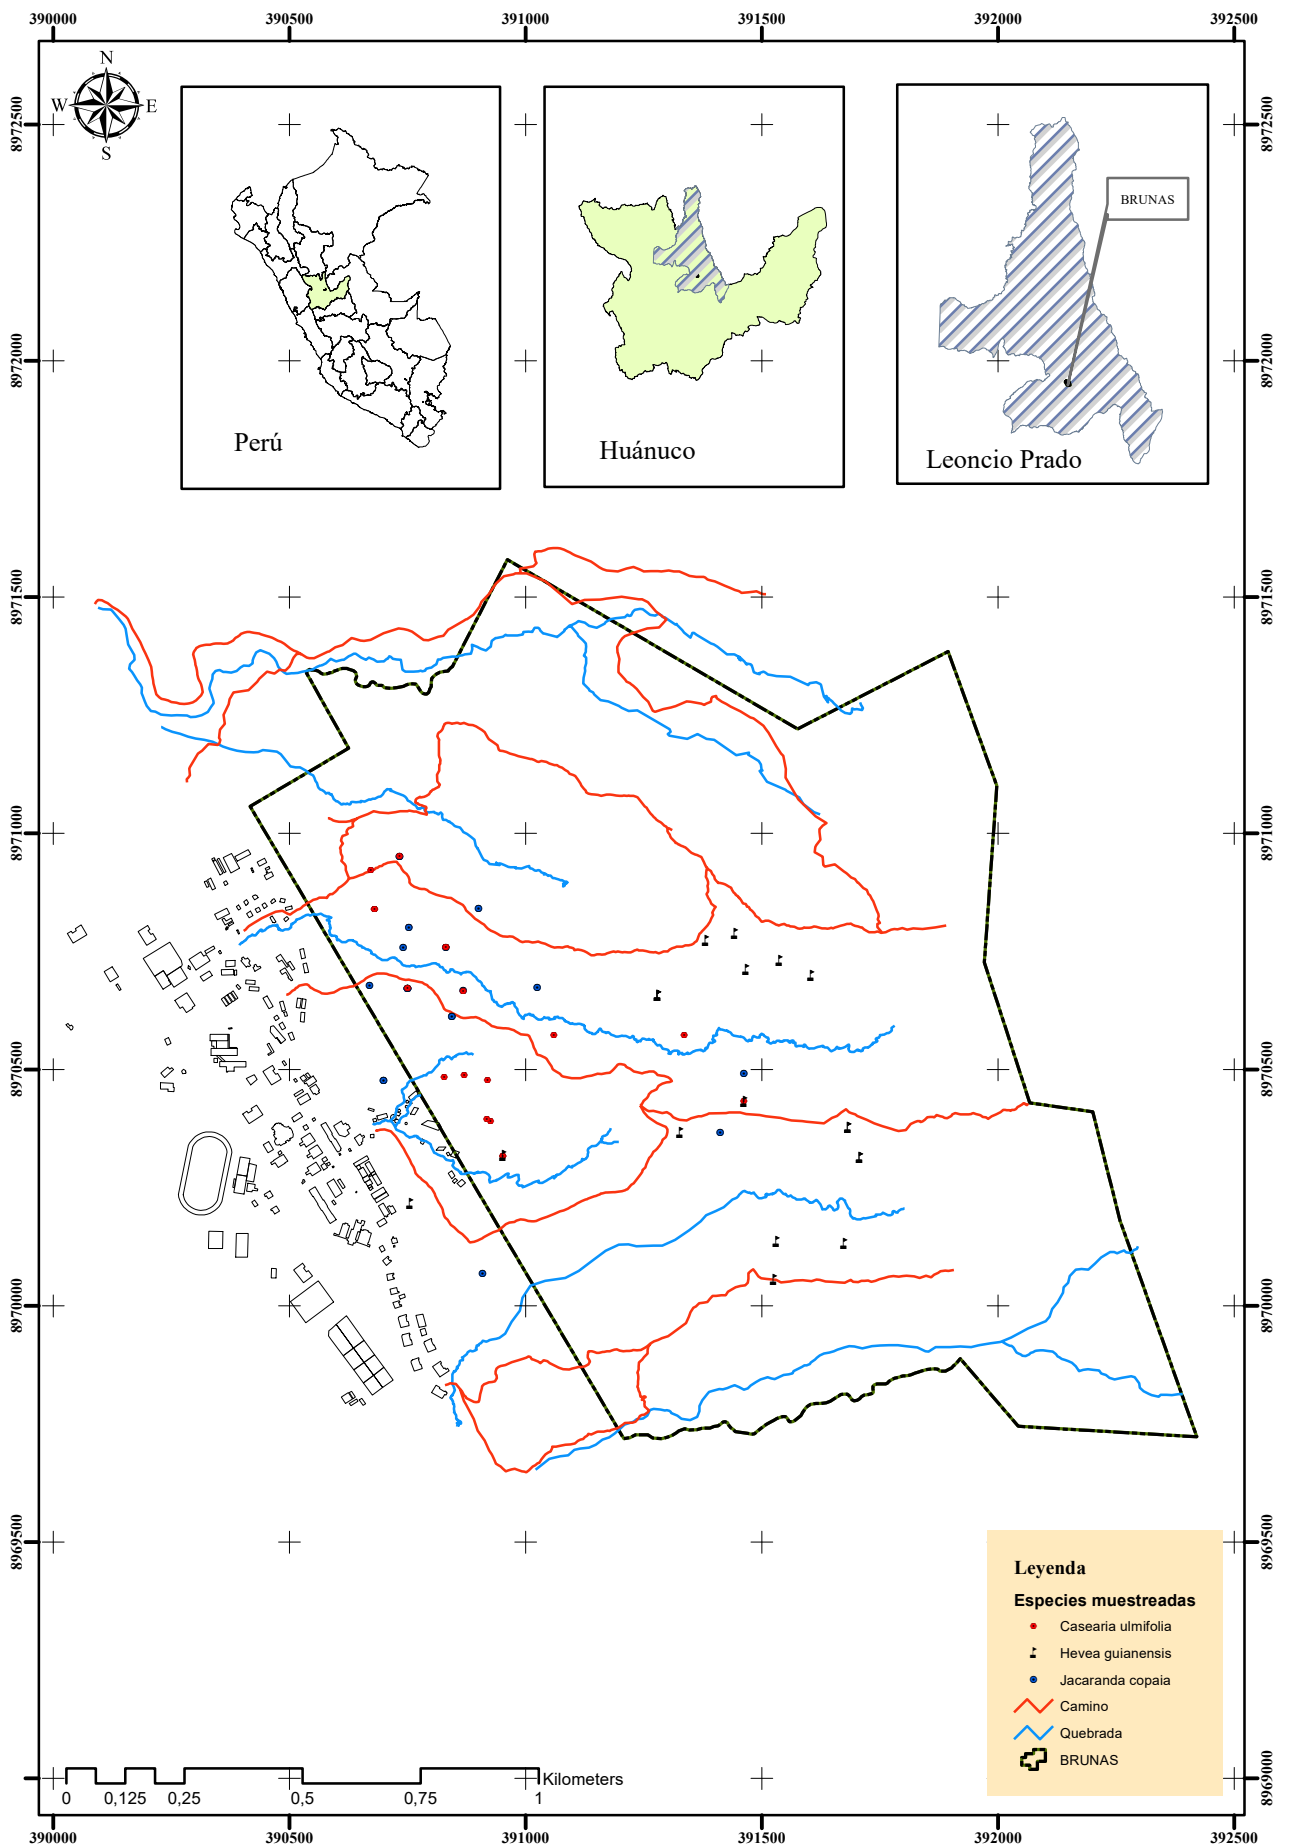 390000 390500 391000 391500 392000 392500
N
W E
S
8972500 8972500
BRUNAS
8972000 8972000
Perú
Huánuco
Leoncio Prado
8971500 8971500
8971000 8971000
8970500 8970500
8970000 8970000
8969500 8969500
Leyenda
Especies muestreadas
Casearia ulmifolia
Hevea guianensis
Jacaranda copaia
Camino
Quebrada
BRUNAS
8969000 8969000
Kilometers
0 0,125 0,25 0,5 0,75 1
390000 390500 391000 391500 392000 392500